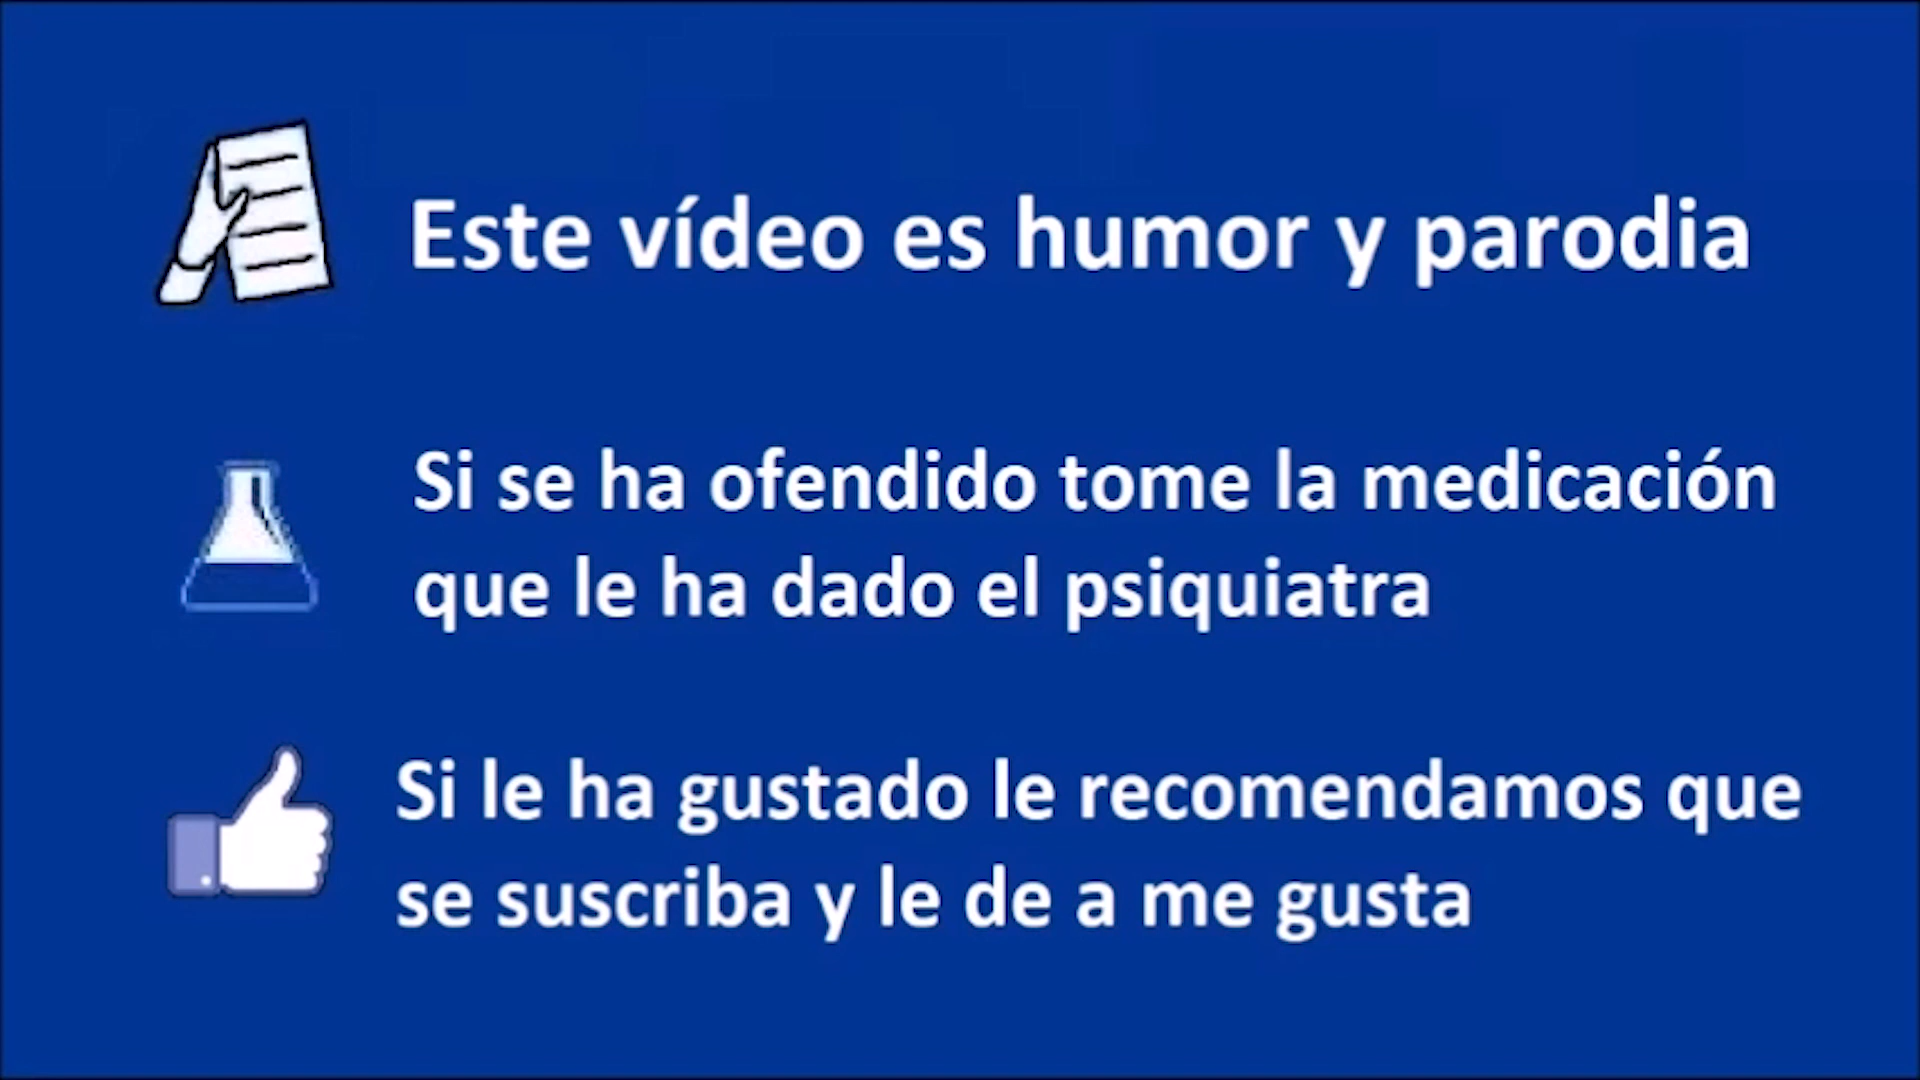 Este vídeo es humor y parodia
Si se ha ofendido tome la medicación
que le ha dado el psiquiatra
Si le ha gustado le recomendamos que
se suscriba y le de a me gusta